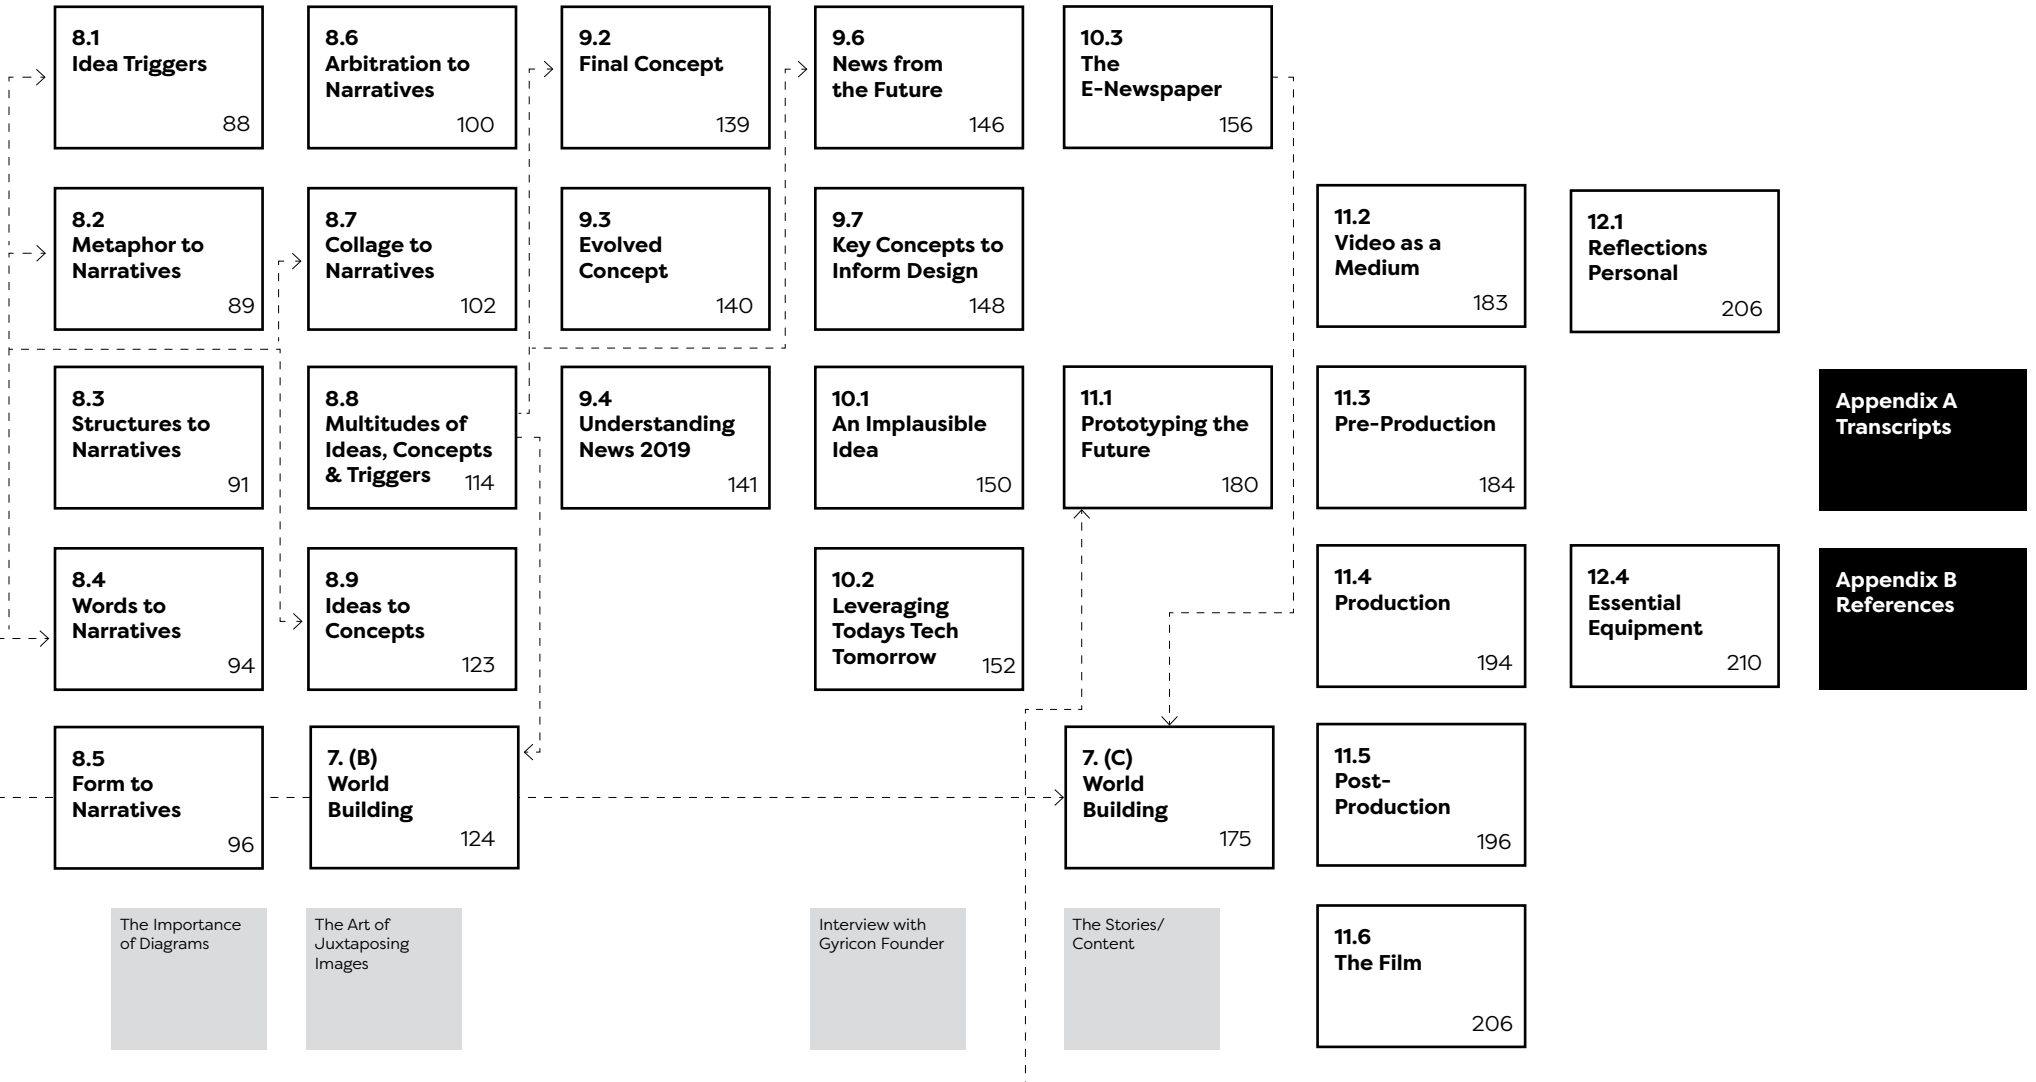 8.1
Idea Triggers
88
8.2
Metaphor to
Narratives
89
8.3
Structures to
Narratives
91
8.4
Words to
Narratives
94
8.5
Form to
Narratives
96
The Importance
of Diagrams
8.6
Arbitration to
Narratives
100
8.7
Collage to
Narratives
102
8.8
Multitudes of
Ideas, Concepts
& Triggers
114
8.9
Ideas to
Concepts
123
7. (B)
World
Building
124
The Art of
Juxtaposing
Images
9.2
Final Concept
139
9.3
Evolved
Concept
140
9.4
Understanding
News 2019
141
9.6
News from
the Future
146
9.7
Key Concepts to
Inform Design
148
10.1
An Implausible
Idea
150
10.2
Leveraging
Todays Tech
Tomorrow
152
Interview with
Gyricon Founder
10.3
The
E-Newspaper
156
11.1
Prototyping the
Future
180
7. (C)
World
Building
175
The Stories/
Content
11.2
Video as a
Medium
183
11.3
Pre-Production
184
11.4
Production
194
11.5
Post-
Production
196
11.6
The Film
206
12.1
Reflections
Personal
206
12.4
Essential
Equipment
210
Appendix A
Transcripts
Appendix B
References